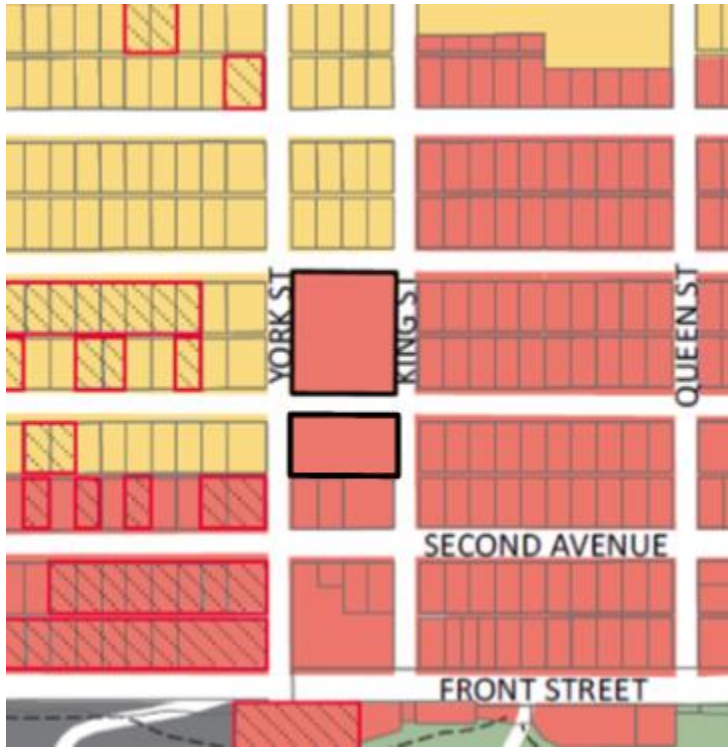 YORK ST
KING ST
QUEEN ST
SECOND AVENUE
FRONT STREET